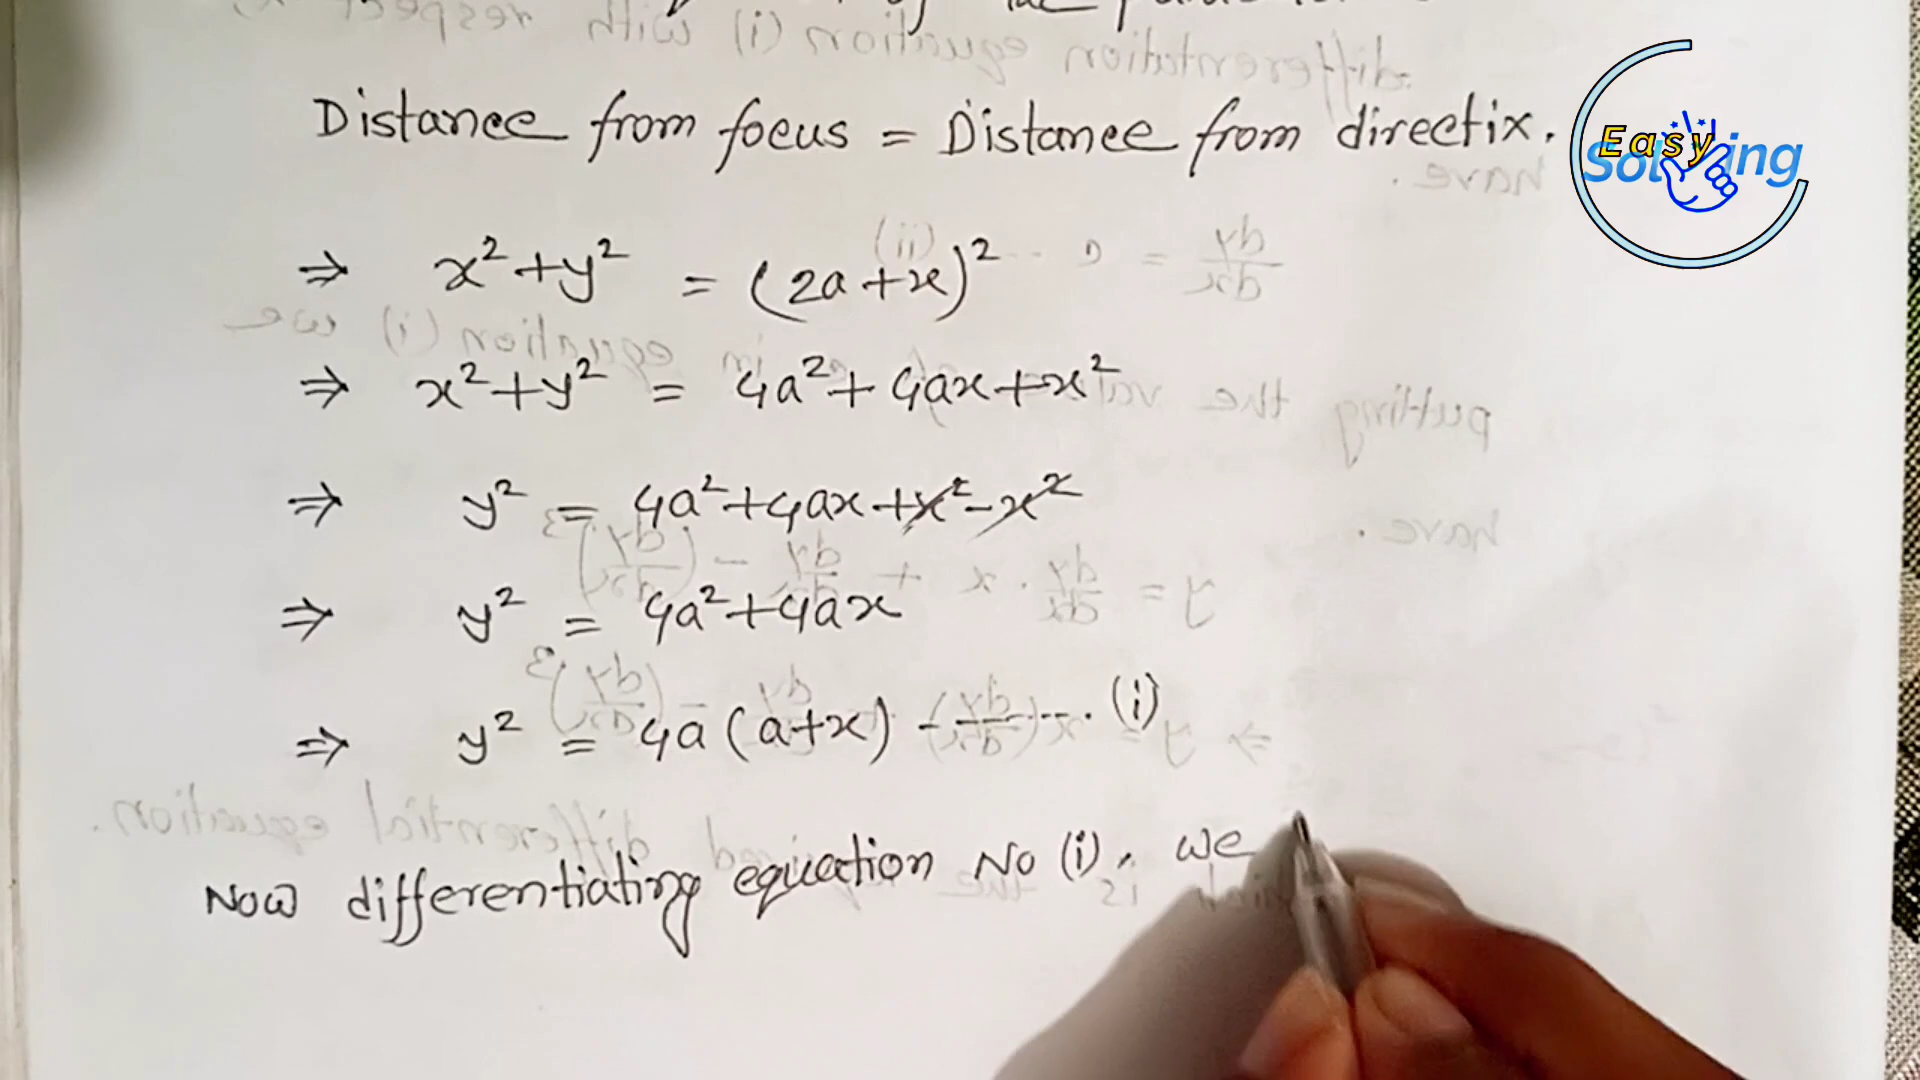 Distance from focus = Distance from directix.
Easy
Solving
⇒ x² + y² = (2a + x)²
⇒ x² + y² = 4a² + 4ax + x²
⇒ y² = 4a² + 4ax + x² - x²
⇒ y² = 4a² + 4ax
⇒ y² = 4a (a + x) - - - - - - . (i)
Now differentiating equation No (i), we